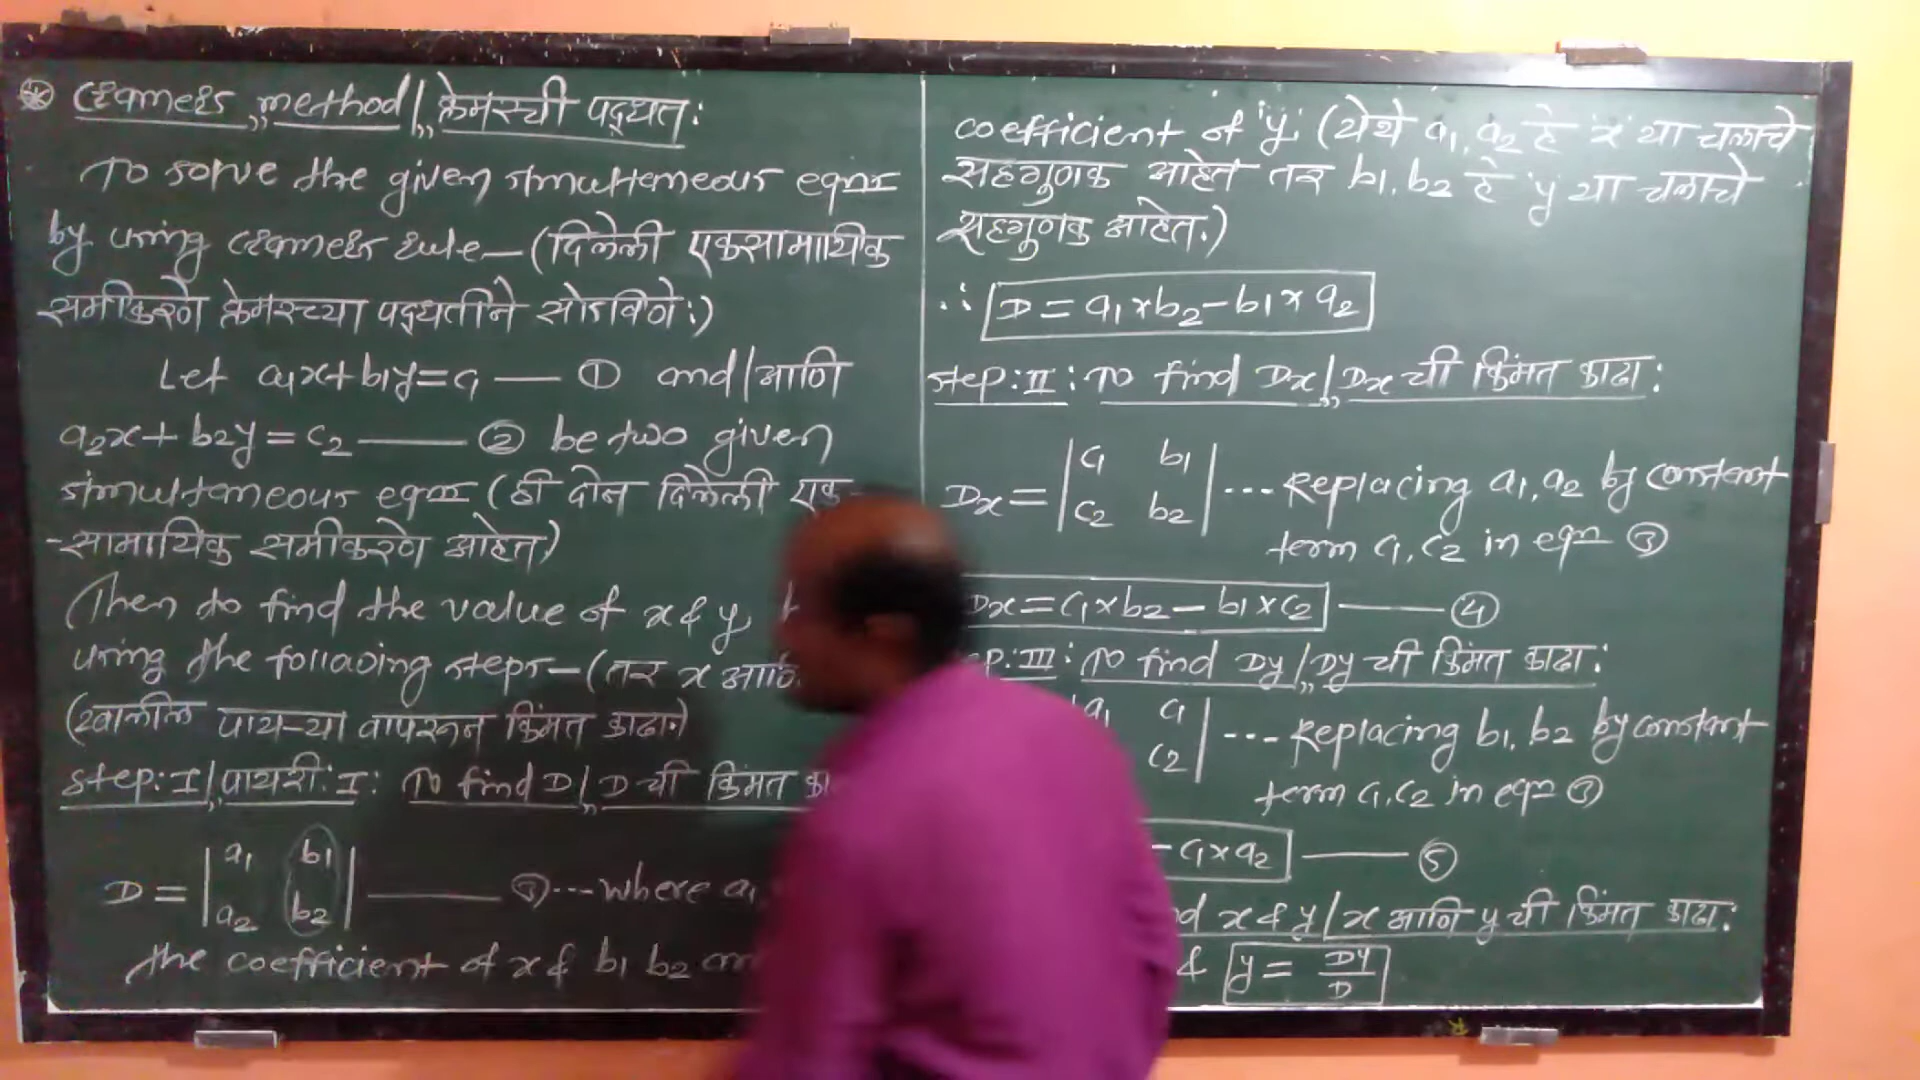 Cramer's method / क्रेमरची पद्धत:
To solve the given simultaneous eqns
by using cramer's rule – (दिलेली एकसामायीक
समीकरणे क्रेमरच्या पद्धतीने सोडविणे:)
Let a₁x + b₁y = c₁ — ① and / आणि
a₂x + b₂y = c₂ — ② be two given
simultaneous eqns (ही दोन दिलेली एक-
-सामायिक समीकरणे आहेत.)
Then to find the value of x & y,
using the following steps – (तर x आणि
(खालील पायऱ्या वापरून किंमत काढा.)
Step: I / पायरी: I: To find D / D ची किंमत का
D = | a₁ b₁ |
| a₂ b₂ | — ③ --- where a₁,
the coefficient of x & b₁ b₂ are
coefficient of 'y' (येथे a₁, a₂ हे 'x' या चलाचे
सहगुणक आहेत तर b₁, b₂ हे 'y' या चलाचे
सहगुणक आहेत.)
∴ D = a₁ × b₂ – b₁ × a₂
Step: II: To find Dx / Dx ची किंमत काढा:
Dx = | c₁ b₁ |
| c₂ b₂ | --- Replacing a₁, a₂ by constant
term c₁, c₂ in eqn ③
Dx = c₁ × b₂ – b₁ × c₂ — ④
p: III: To find Dy / Dy ची किंमत काढा:
a₁ c₁ |
c₂ | --- Replacing b₁, b₂ by constant
term c₁, c₂ in eqn ③
– c₁ × a₂ — ⑤
d x & y / x आणि y ची किंमत काढा:
& y = Dy / D